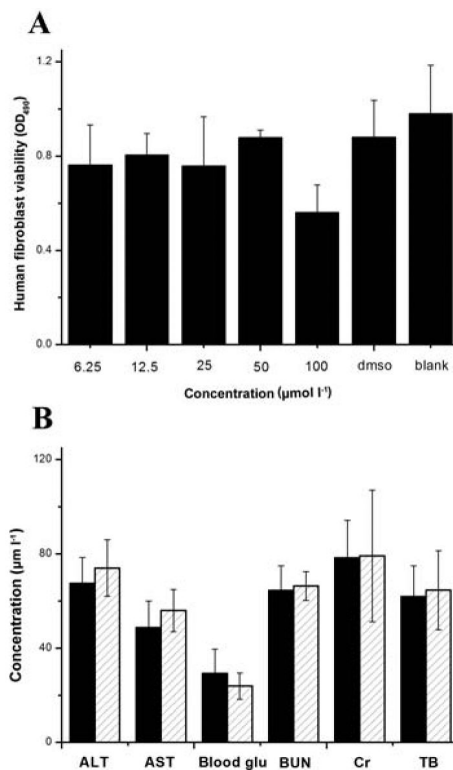 A
Human fibroblast viability (OD₄₉₀)
1.2
0.8
0.4
0.0
6.25 12.5 25 50 100 dmso blank
Concentration (μmol l⁻¹)
B
Concentration (μm l⁻¹)
120
80
40
0
ALT AST Blood glu BUN Cr TB